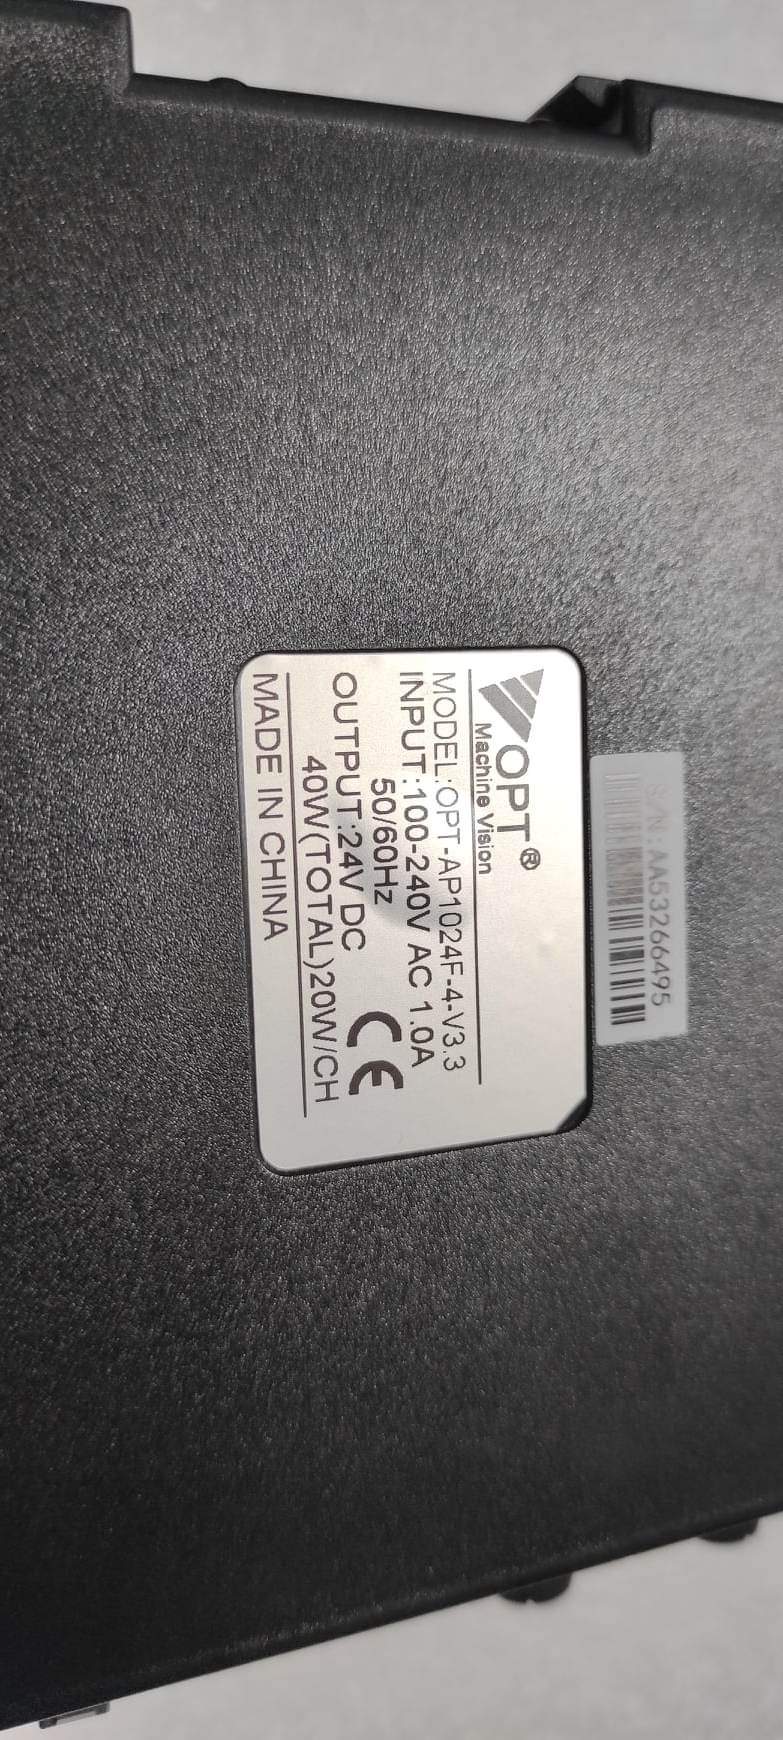 S/N:AA53266495
OPT®
Machine Vision
MODEL:OPT-AP1024F-4-V3.3
INPUT:100-240V AC 1.0A
50/60Hz
OUTPUT:24V DC
40W(TOTAL)20W/CH
CE
MADE IN CHINA